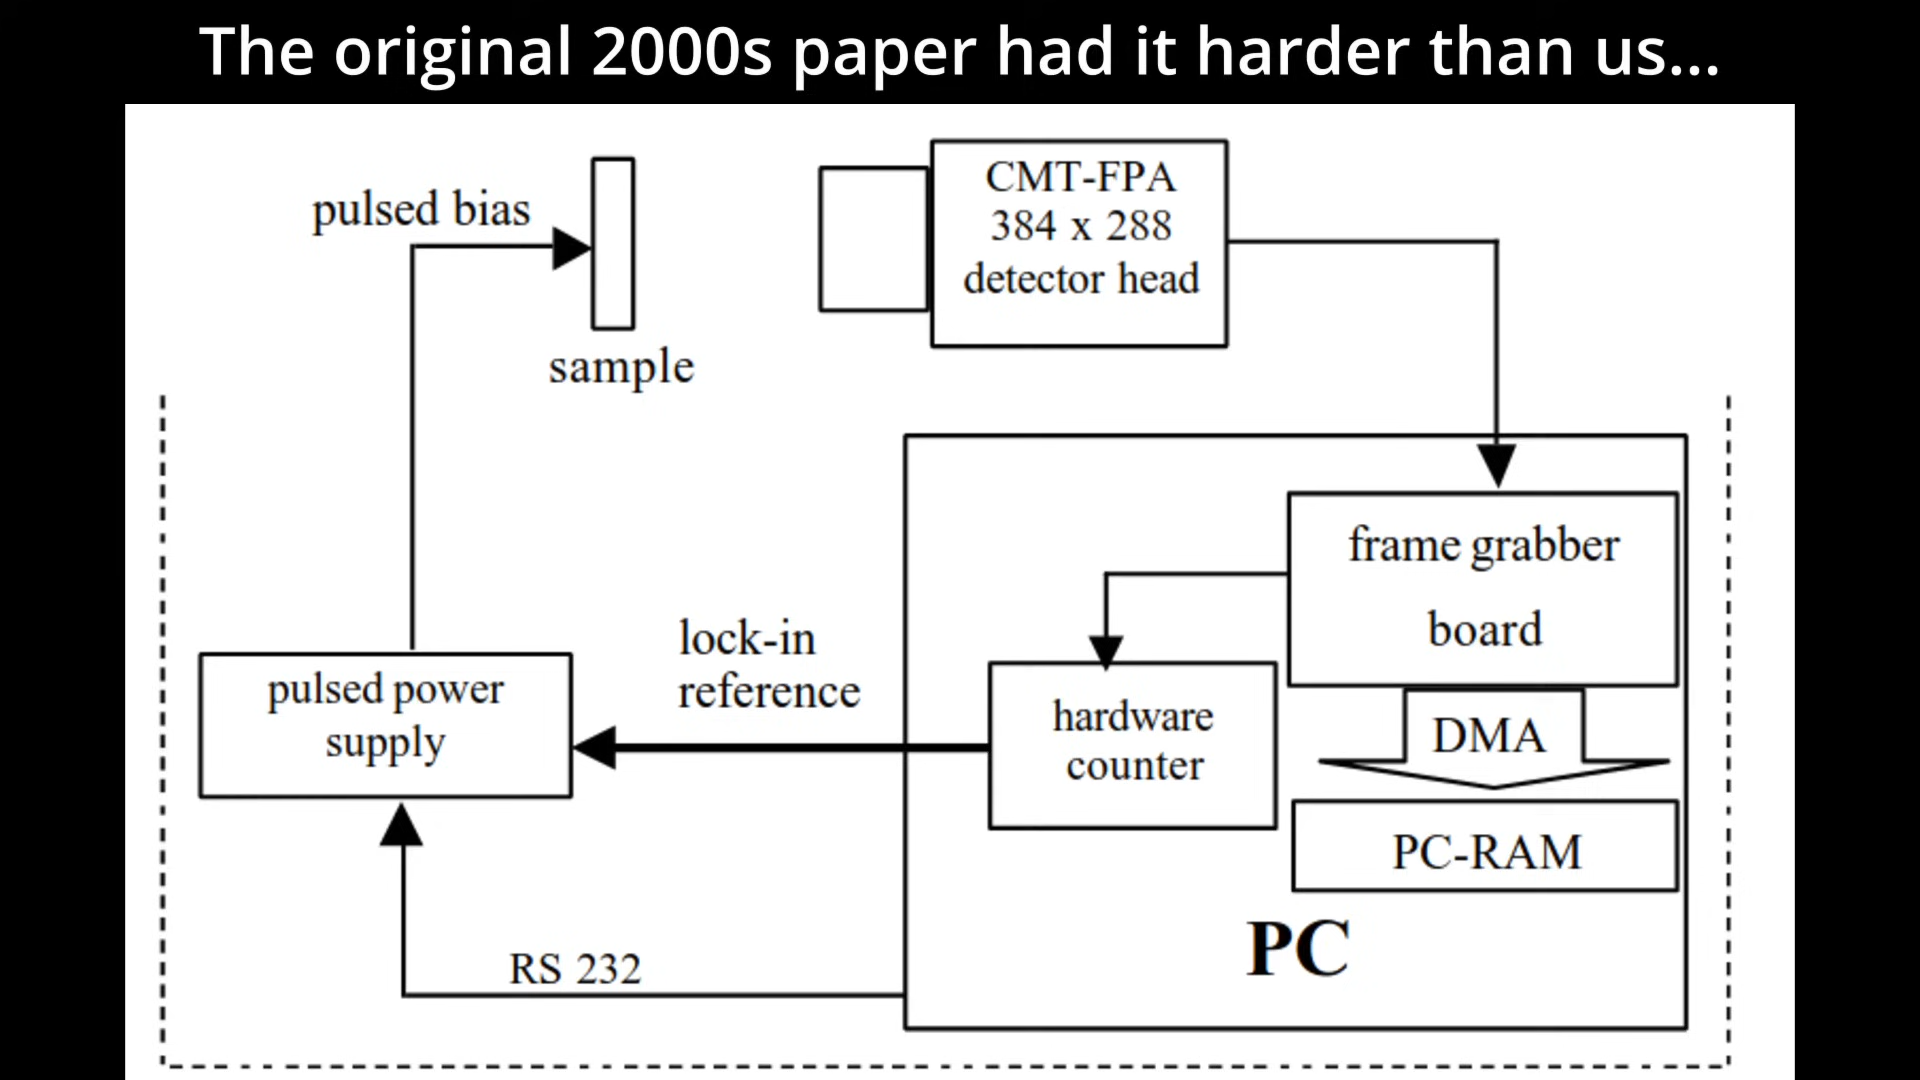 The original 2000s paper had it harder than us...
pulsed bias
sample
CMT-FPA
384 x 288
detector head
frame grabber
board
lock-in
reference
hardware
counter
DMA
PC-RAM
pulsed power
supply
RS 232
PC